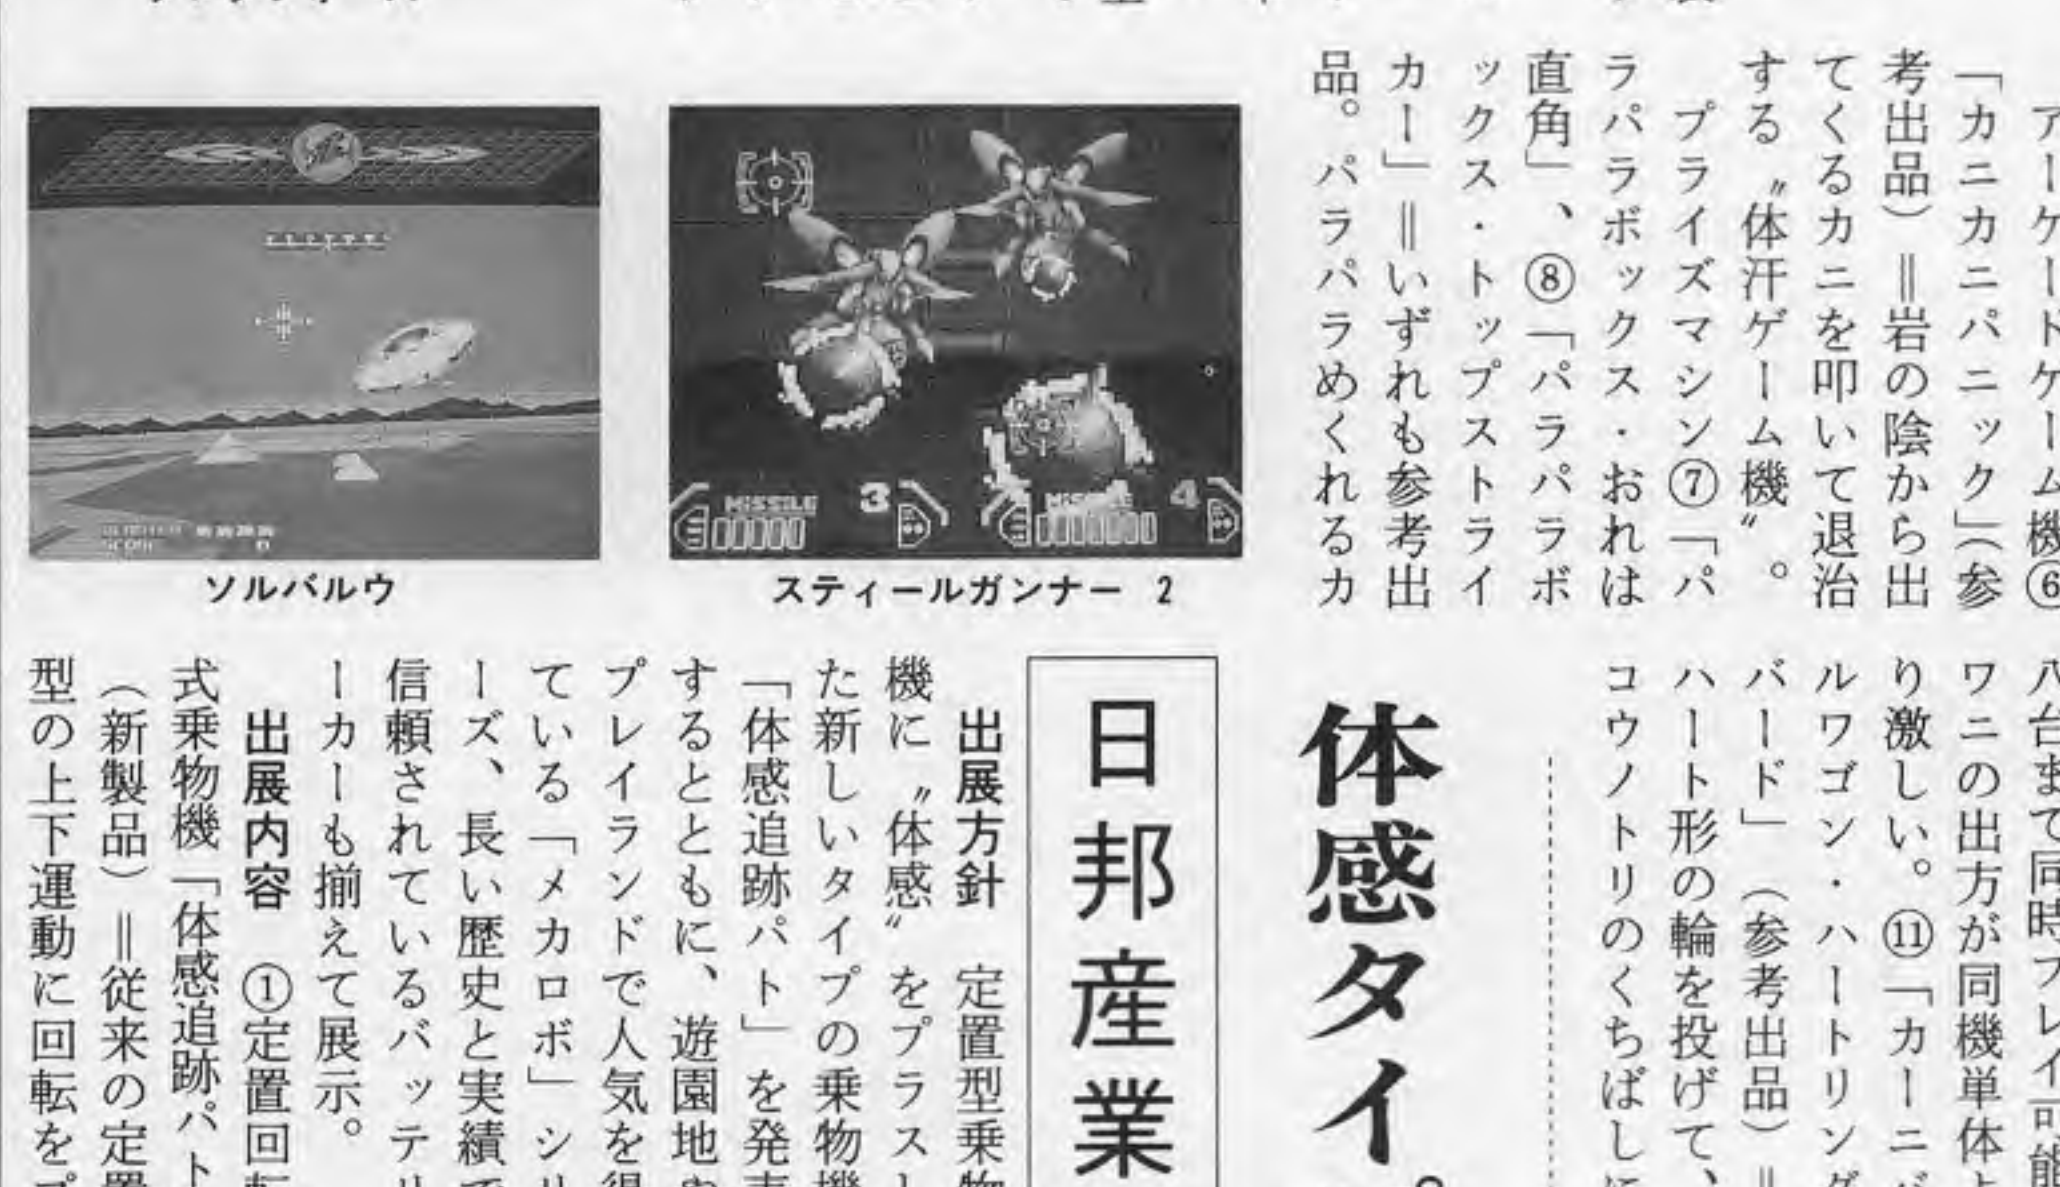 アーケードゲーム機⑥
「カニカニパニック」(参
考出品)＝岩の陰から出
てくるカニを叩いて退治
する〝体汗ゲーム機〟。
プライズマシン⑦「パ
ラパラボックス・おれは
直角」、⑧「パラパラボ
ックス・トップストライ
カー」＝いずれも参考出
品。パラパラめくれるカ
MISSILE 3
MISSILE 4
ソルバルウ
スティールガンナー 2
八台まで同時プレイ可能
ワニの出方が同機単体よ
り激しい。⑪「カーニバ
ルワゴン・ハートリング
バード」(参考出品)＝
ハート形の輪を投げて、
コウノトリのくちばしに
体感タイ
日邦産業
出展方針 定置型乗物
機に〝体感〟をプラスし
た新しいタイプの乗物機
「体感追跡パト」を発表
するとともに、遊園地や
プレイランドで人気を得
ている「メカロボ」シリ
ーズ、長い歴史と実績で
信頼されているバッテリ
ーカーも揃えて展示。
出展内容 ①定置回転
式乗物機「体感追跡パト
(新製品)＝従来の定置
型の上下運動に回転をプ